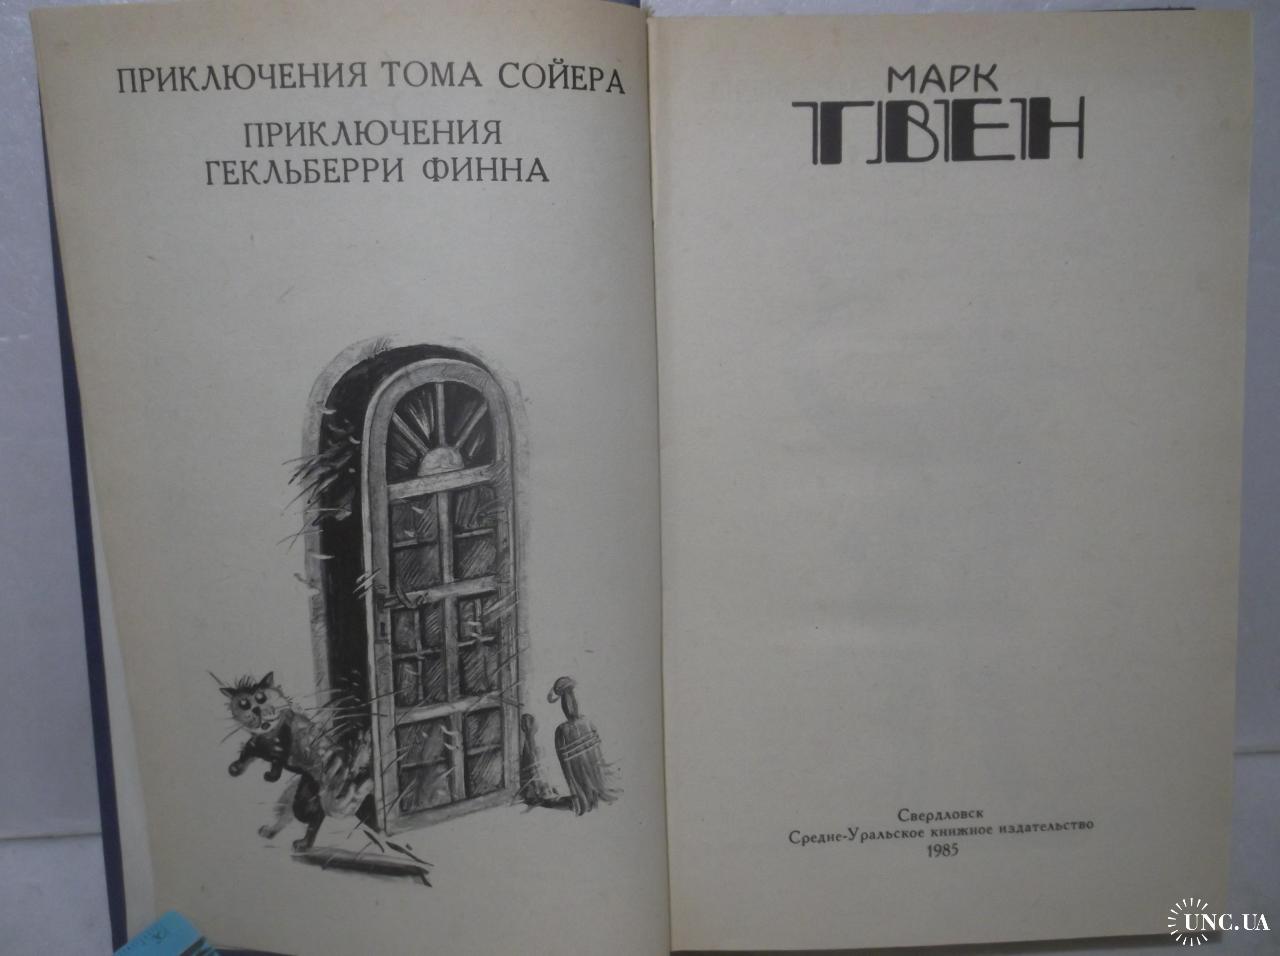 ПРИКЛЮЧЕНИЯ ТОМА СОЙЕРА
ПРИКЛЮЧЕНИЯ
ГЕКЛЬБЕРРИ ФИННА
МАРК
ТВЕН
Свердловск
Средне-Уральское книжное издательство
1985
UNC.UA